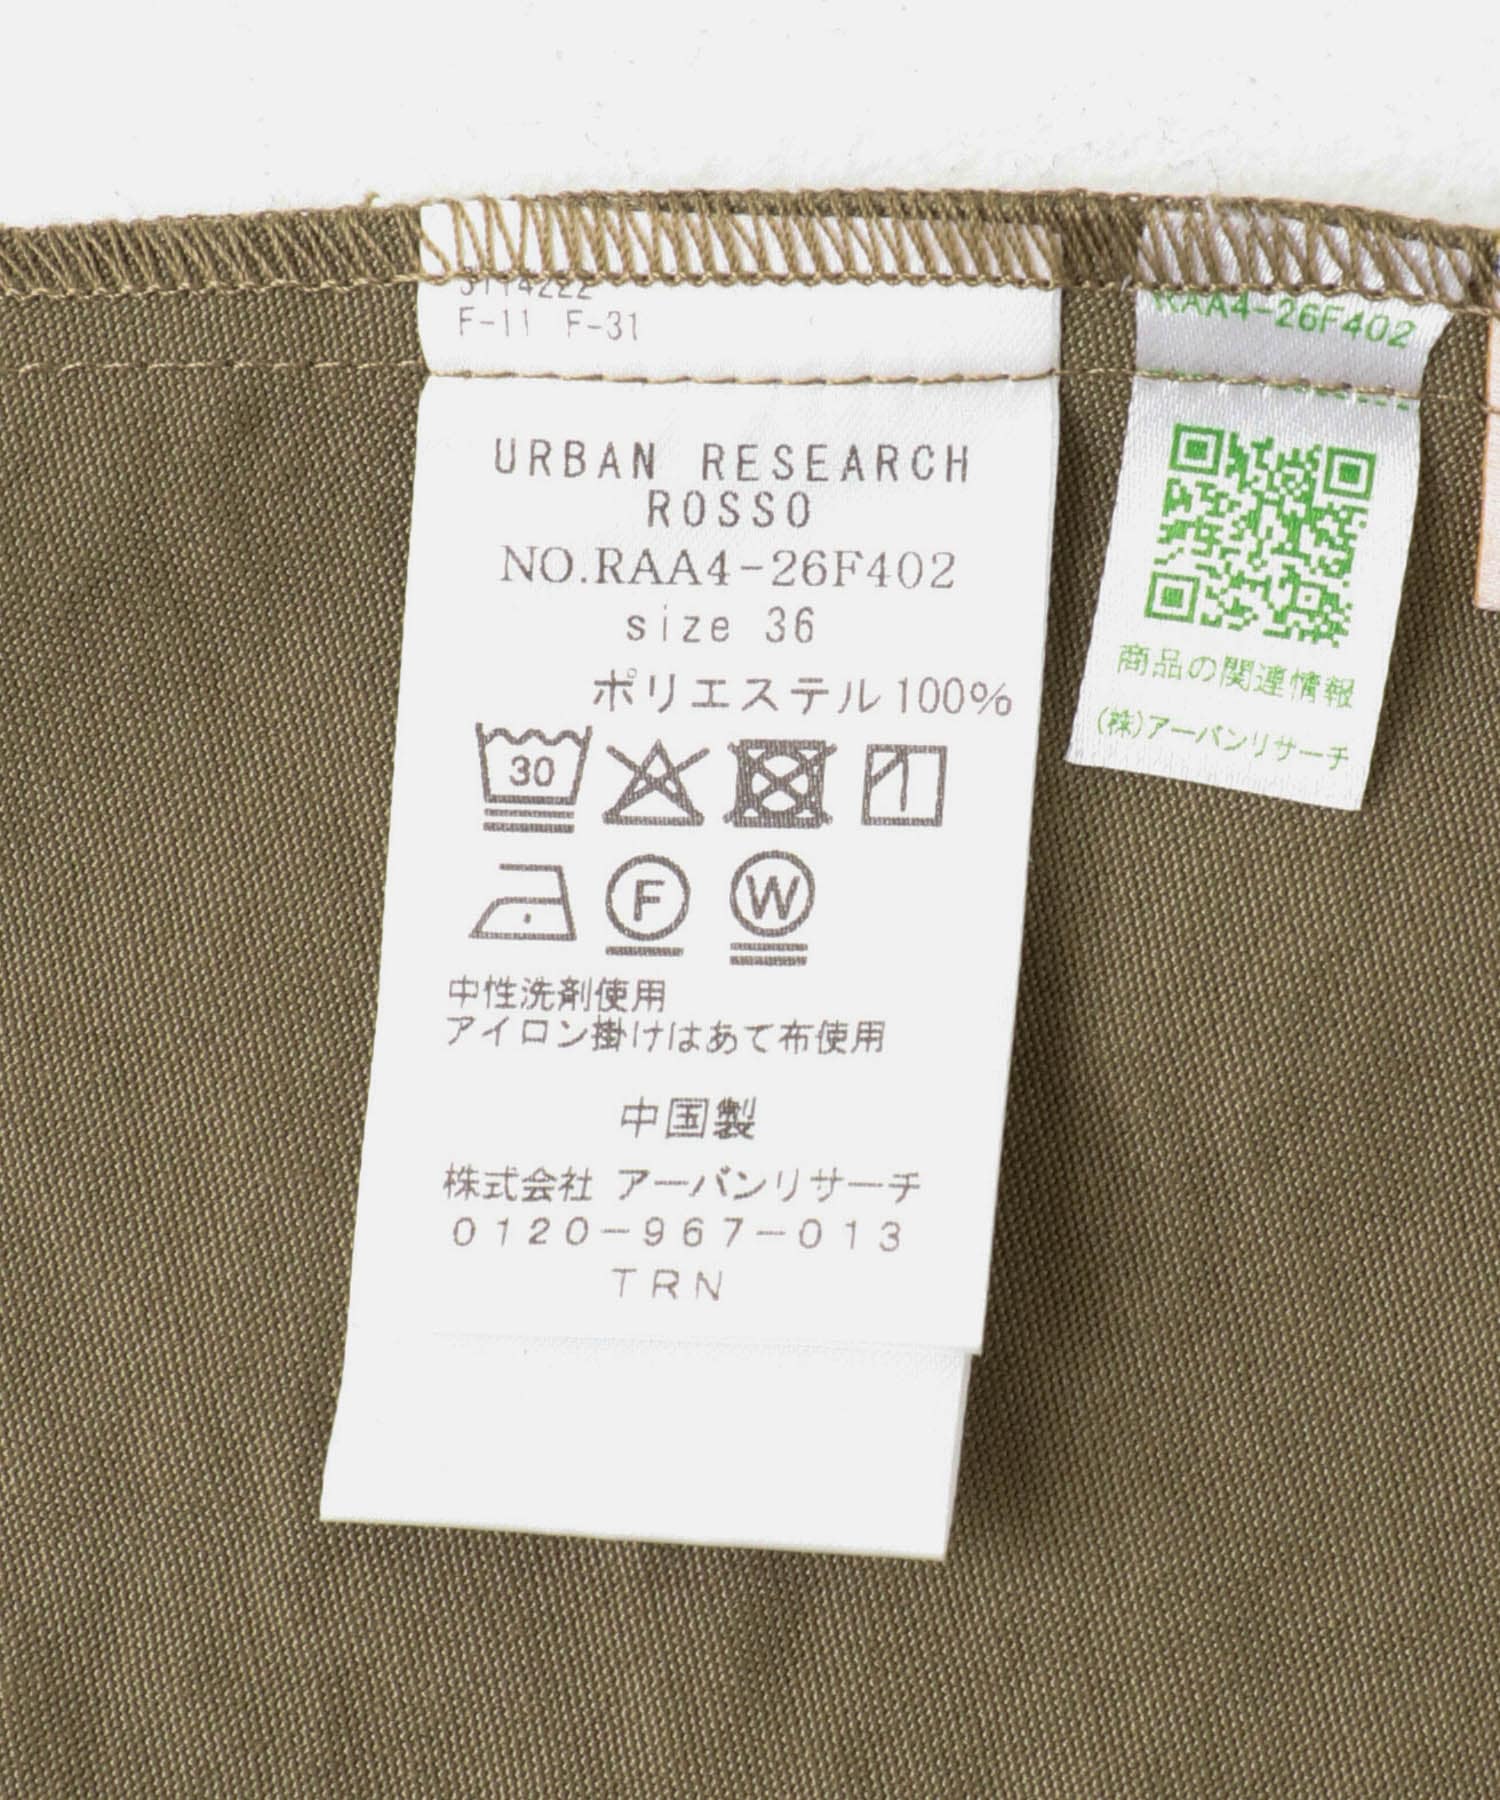 F-11 F-31
URBAN RESEARCH
ROSSO
NO.RAA4-26F402
size 36
ポリエステル100%
30
F
W
中性洗剤使用
アイロン掛けはあて布使用
中国製
株式会社 アーバンリサーチ
0120-967-013
TRN
RAA4-26F402
商品の関連情報
(株)アーバンリサーチ